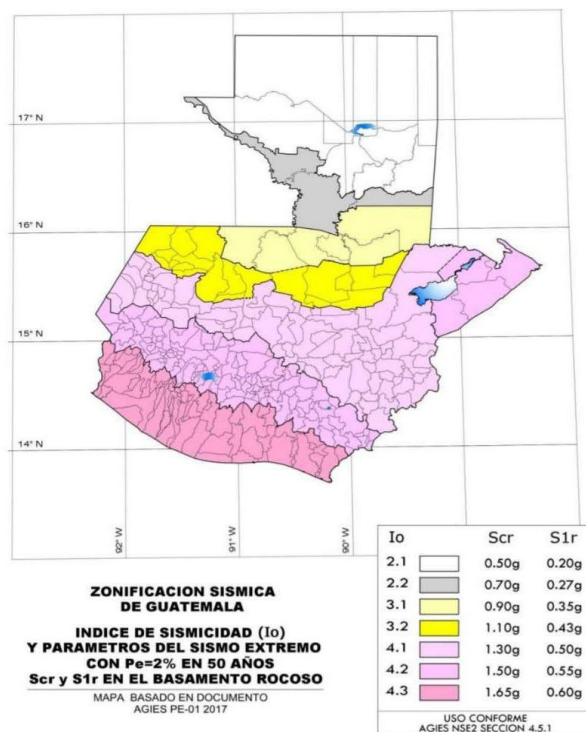 17° N
16° N
15° N
14° N
92° W
91° W
90° W
ZONIFICACION SISMICA
DE GUATEMALA
INDICE DE SISMICIDAD (Io)
Y PARAMETROS DEL SISMO EXTREMO
CON Pe=2% EN 50 AÑOS
Scr y S1r EN EL BASAMENTO ROCOSO
MAPA BASADO EN DOCUMENTO
AGIES PE-01 2017
Io Scr S1r
2.1 0.50g 0.20g
2.2 0.70g 0.27g
3.1 0.90g 0.35g
3.2 1.10g 0.43g
4.1 1.30g 0.50g
4.2 1.50g 0.55g
4.3 1.65g 0.60g
USO CONFORME
AGIES NSE2 SECCION 4.5.1